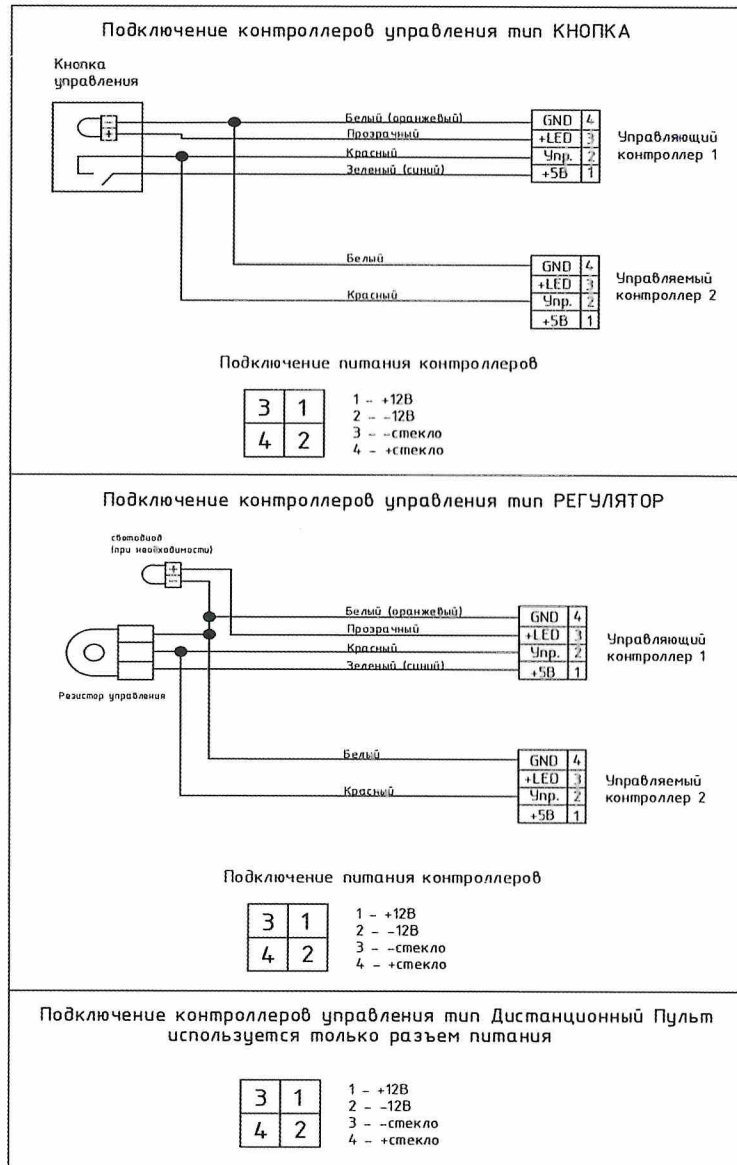 Подключение контроллеров управления тип КНОПКА
Кнопка
управления
−
+
Белый (оранжевый)
Прозрачный
Красный
Зеленый (синий)
GND 4
+LED 3
Упр. 2
+5В 1
Управляющий
контроллер 1
Белый
Красный
GND 4
+LED 3
Упр. 2
+5В 1
Управляемый
контроллер 2
Подключение питания контроллеров
3 1
4 2
1 - +12В
2 - -12В
3 - -стекло
4 - +стекло
Подключение контроллеров управления тип РЕГУЛЯТОР
светодиод
(при необходимости)
+
−
Резистор управления
Белый (оранжевый)
Прозрачный
Красный
Зеленый (синий)
GND 4
+LED 3
Упр. 2
+5В 1
Управляющий
контроллер 1
Белый
Красный
GND 4
+LED 3
Упр. 2
+5В 1
Управляемый
контроллер 2
Подключение питания контроллеров
3 1
4 2
1 - +12В
2 - -12В
3 - -стекло
4 - +стекло
Подключение контроллеров управления тип Дистанционный Пульт
используется только разъем питания
3 1
4 2
1 - +12В
2 - -12В
3 - -стекло
4 - +стекло